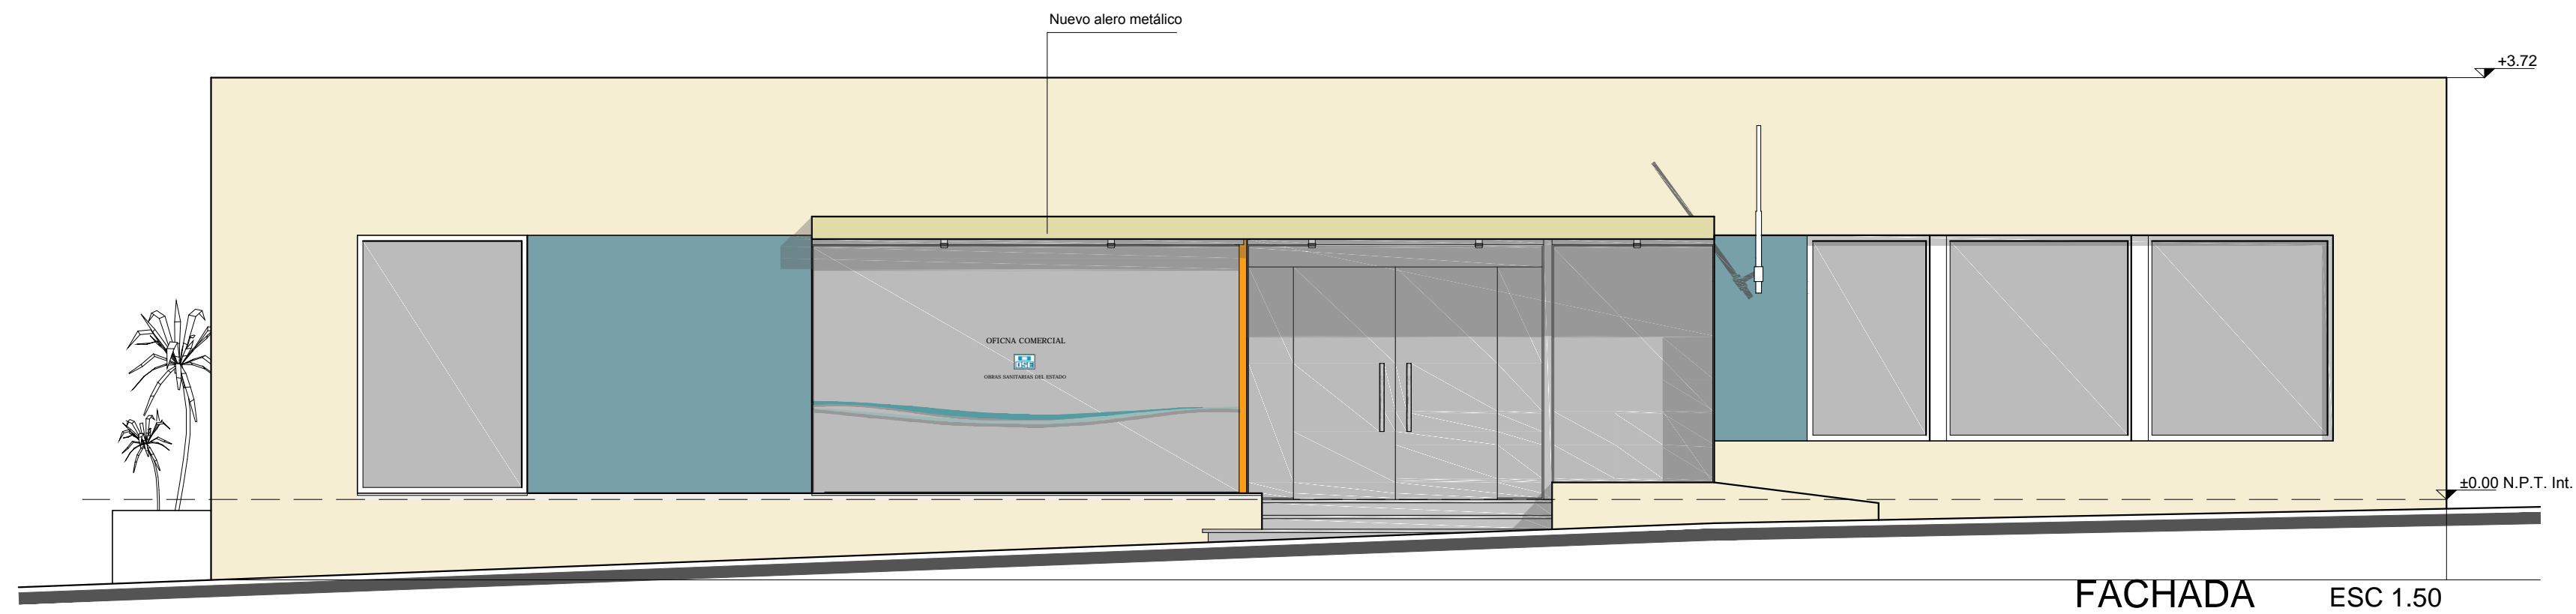 Nuevo alero metálico
+3.72
OFICNA COMERCIAL
OSE
OBRAS SANITARIAS DEL ESTADO
±0.00 N.P.T. Int.
FACHADA ESC 1.50